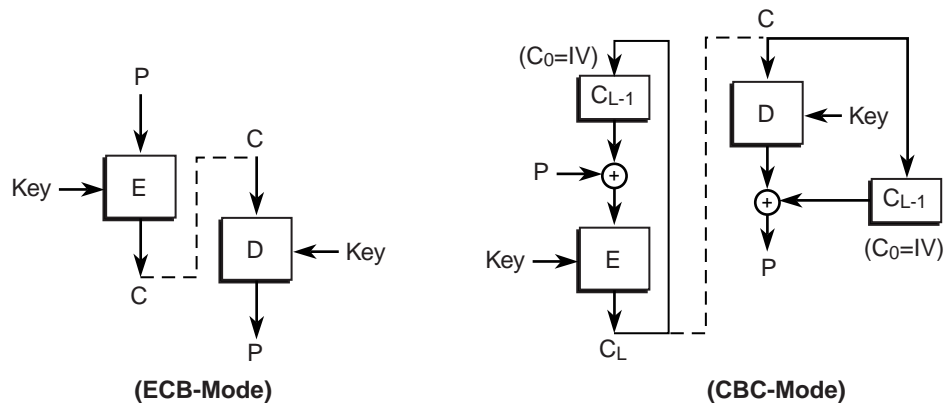 P
Key
E
C
C
D
Key
P
(ECB-Mode)
(C0=IV)
CL-1
P
+
Key
E
CL
C
D
Key
+
CL-1
(C0=IV)
P
(CBC-Mode)